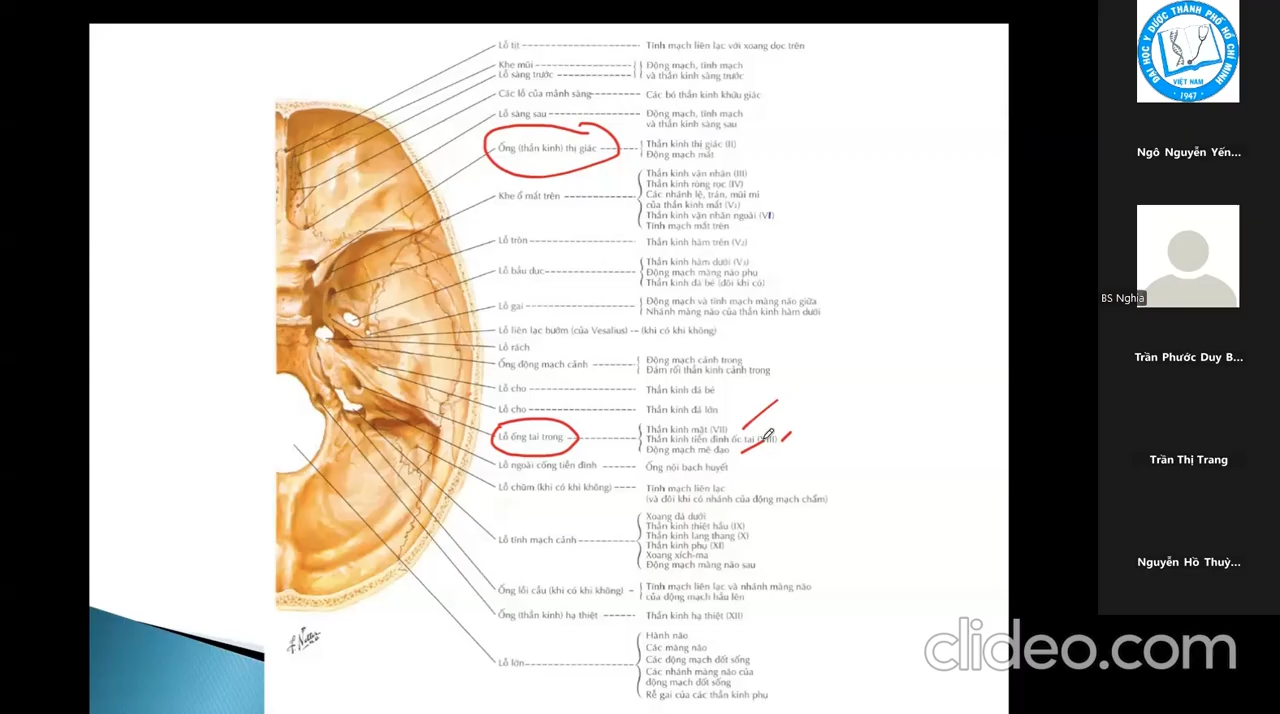 Lỗ tịt
Tĩnh mạch liên lạc với xoang dọc trên
Khe mũi
Lỗ sàng trước
Động mạch, tĩnh mạch
và thần kinh sàng trước
Các lỗ của mảnh sàng
Các bó thần kinh khứu giác
Lỗ sàng sau
Động mạch, tĩnh mạch
và thần kinh sàng sau
Ống (thần kinh) thị giác
Thần kinh thị giác (II)
Động mạch mắt
Khe ổ mắt trên
Thần kinh vận nhãn (III)
Thần kinh ròng rọc (IV)
Các nhánh lệ, trán, mũi mi
của thần kinh mắt (V₁)
Thần kinh vận nhãn ngoài (VI)
Tĩnh mạch mắt trên
Lỗ tròn
Thần kinh hàm trên (V₂)
Lỗ bầu dục
Thần kinh hàm dưới (V₃)
Động mạch màng não phụ
Thần kinh đá bé (đôi khi có)
Lỗ gai
Động mạch và tĩnh mạch màng não giữa
Nhánh màng não của thần kinh hàm dưới
Lỗ liên lạc bướm (của Vesalius) -- (khi có khi không)
Lỗ rách
Ống động mạch cảnh
Động mạch cảnh trong
Đám rối thần kinh cảnh trong
Lỗ cho
Thần kinh đá bé
Lỗ cho
Thần kinh đá lớn
Lỗ ống tai trong
Thần kinh mặt (VII)
Thần kinh tiền đình ốc tai (VIII)
Động mạch mê đạo
Lỗ ngoài cống tiền đình
Ống nội bạch huyết
Lỗ chũm (khi có khi không)
Tĩnh mạch liên lạc
(và đôi khi có nhánh của động mạch chẩm)
Lỗ tĩnh mạch cảnh
Xoang đá dưới
Thần kinh thiệt hầu (IX)
Thần kinh lang thang (X)
Thần kinh phụ (XI)
Xoang xích-ma
Động mạch màng não sau
Ống lồi cầu (khi có khi không)
Tĩnh mạch liên lạc và nhánh màng não
của động mạch hầu lên
Ống (thần kinh) hạ thiệt
Thần kinh hạ thiệt (XII)
Lỗ lớn
Hành não
Các màng não
Các động mạch đốt sống
Các nhánh màng não của
động mạch đốt sống
Rễ gai của các thần kinh phụ
F. Netter
ĐẠI HỌC Y DƯỢC THÀNH PHỐ HỒ CHÍ MINH
VIỆT NAM
1947
Ngô Nguyễn Yến...
BS Nghĩa
Trần Phước Duy B...
Trần Thị Trang
Nguyễn Hồ Thuỳ...
clideo.com